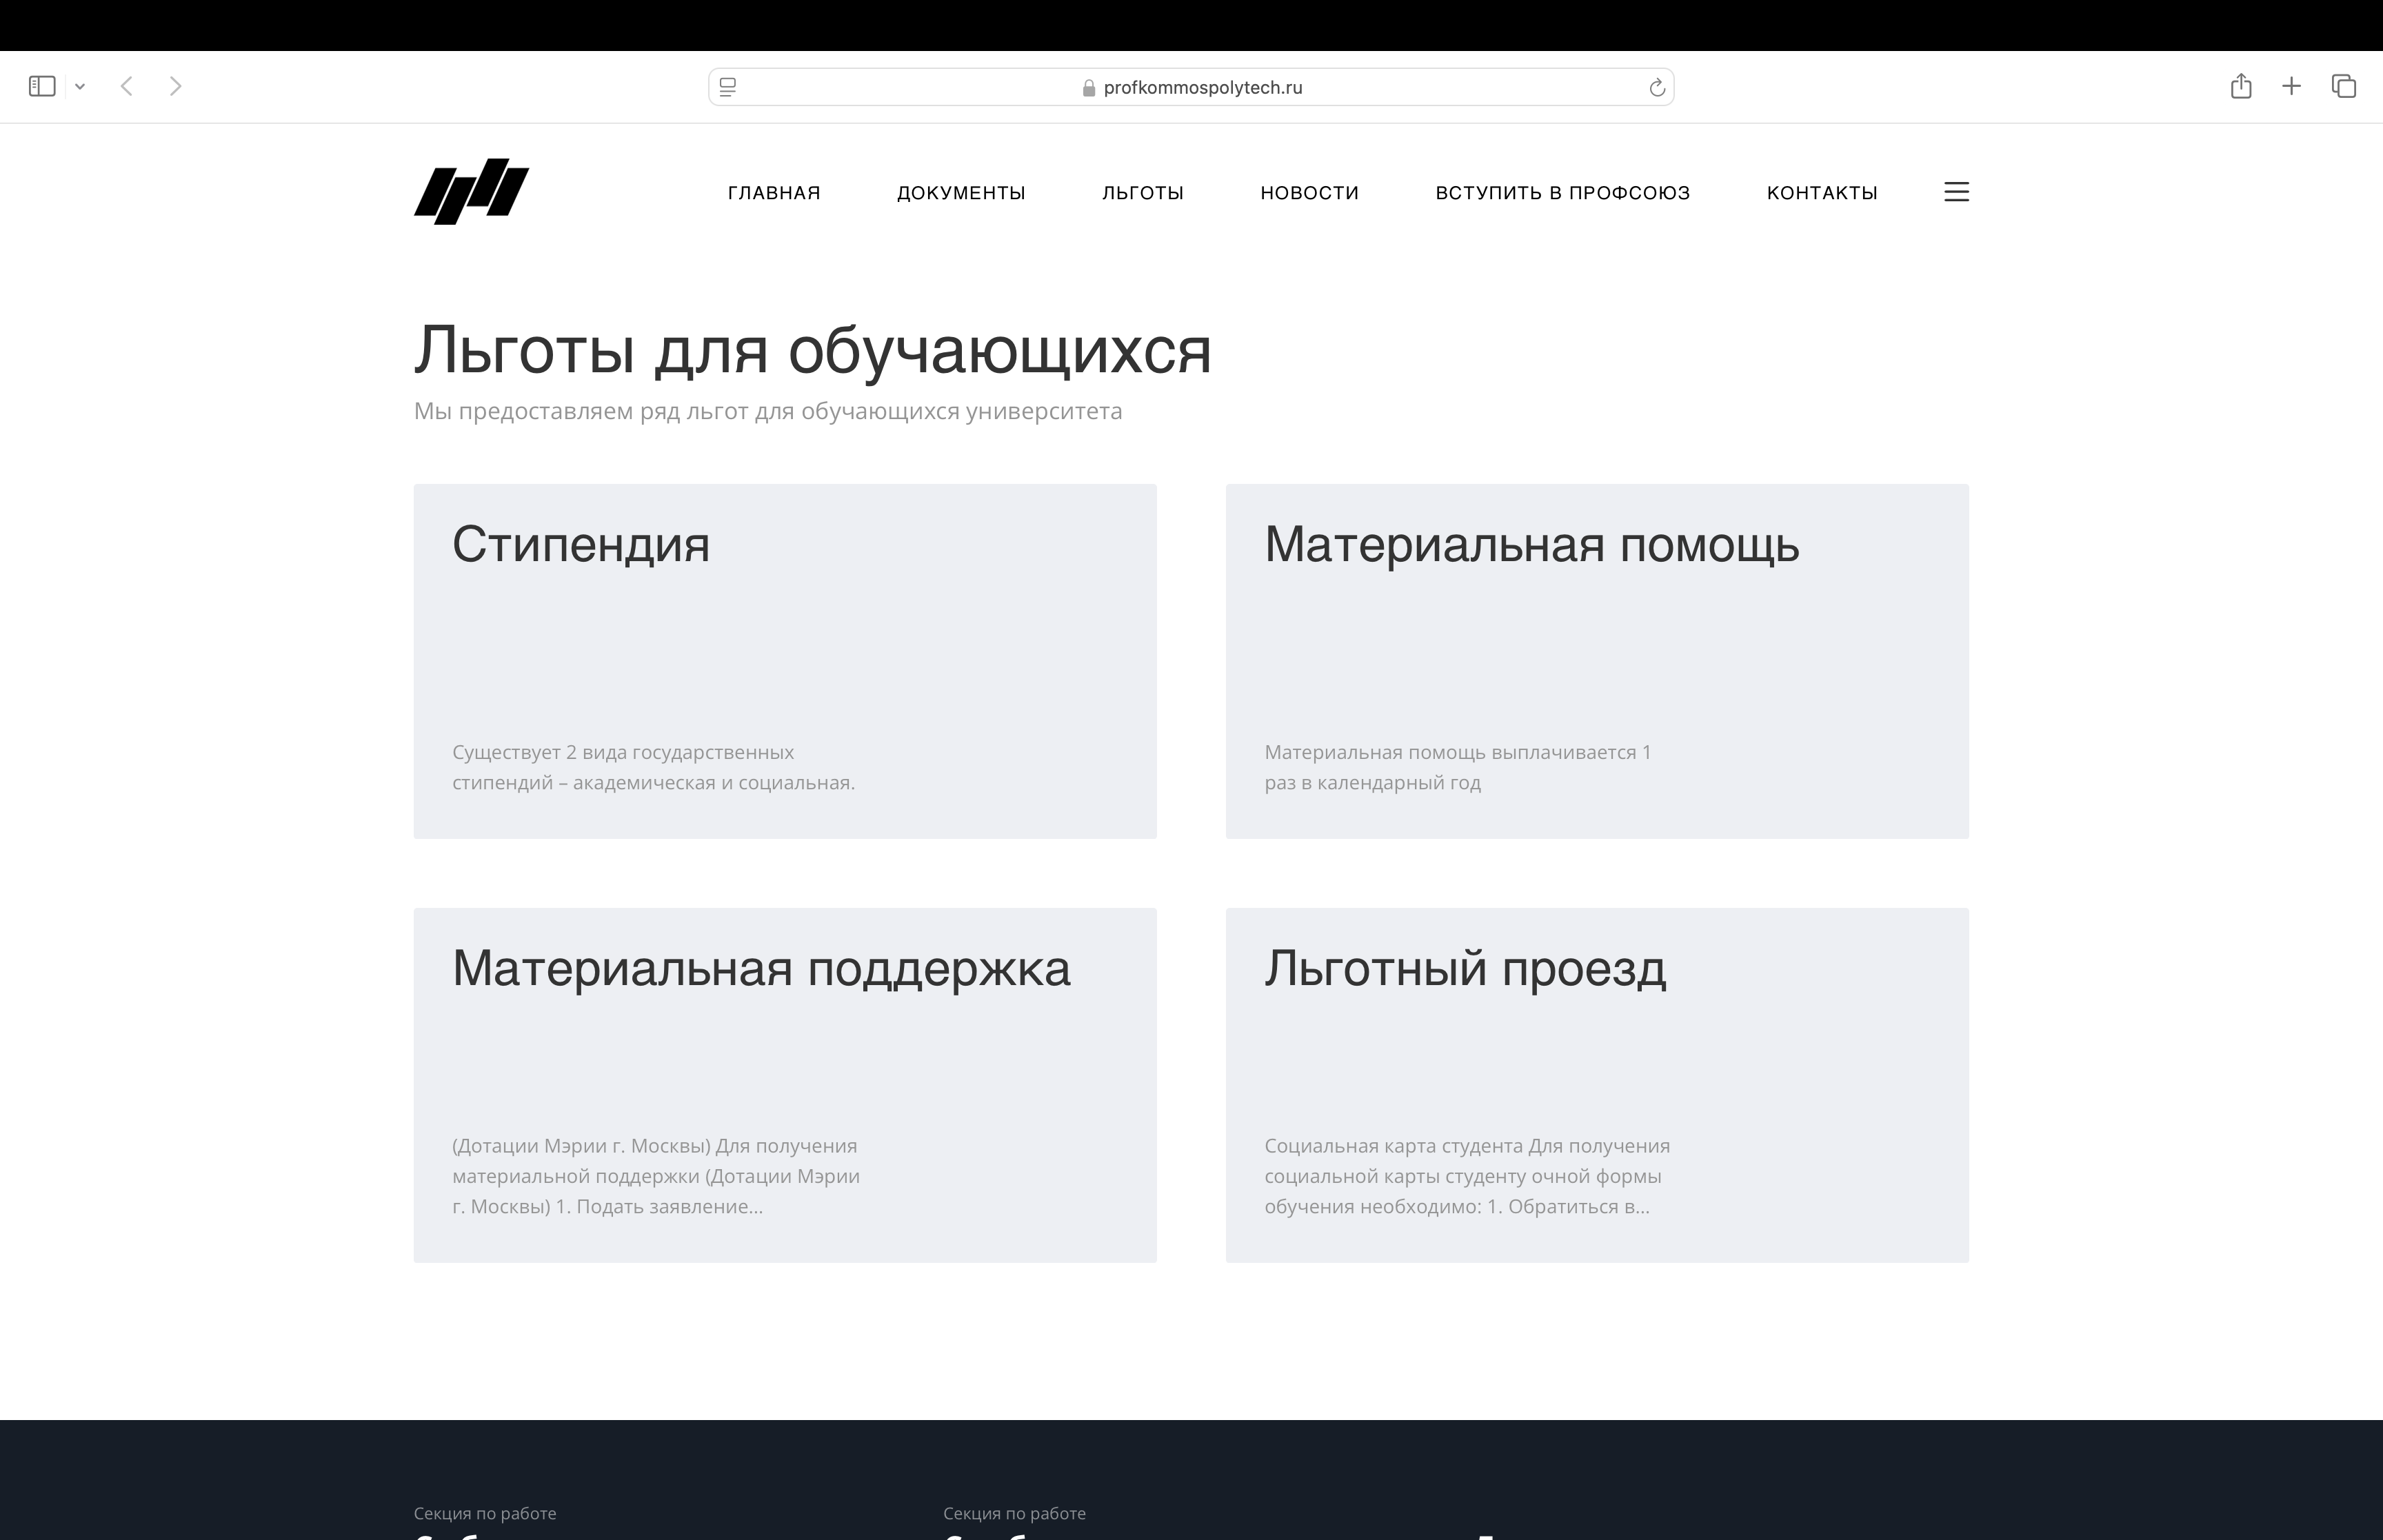 profkommospolytech.ru
ГЛАВНАЯ ДОКУМЕНТЫ ЛЬГОТЫ НОВОСТИ ВСТУПИТЬ В ПРОФСОЮЗ КОНТАКТЫ
Льготы для обучающихся
Мы предоставляем ряд льгот для обучающихся университета
Стипендия
Существует 2 вида государственных
стипендий – академическая и социальная.
Материальная помощь
Материальная помощь выплачивается 1
раз в календарный год
Материальная поддержка
(Дотации Мэрии г. Москвы) Для получения
материальной поддержки (Дотации Мэрии
г. Москвы) 1. Подать заявление...
Льготный проезд
Социальная карта студента Для получения
социальной карты студенту очной формы
обучения необходимо: 1. Обратиться в...
Секция по работе
Секция по работе